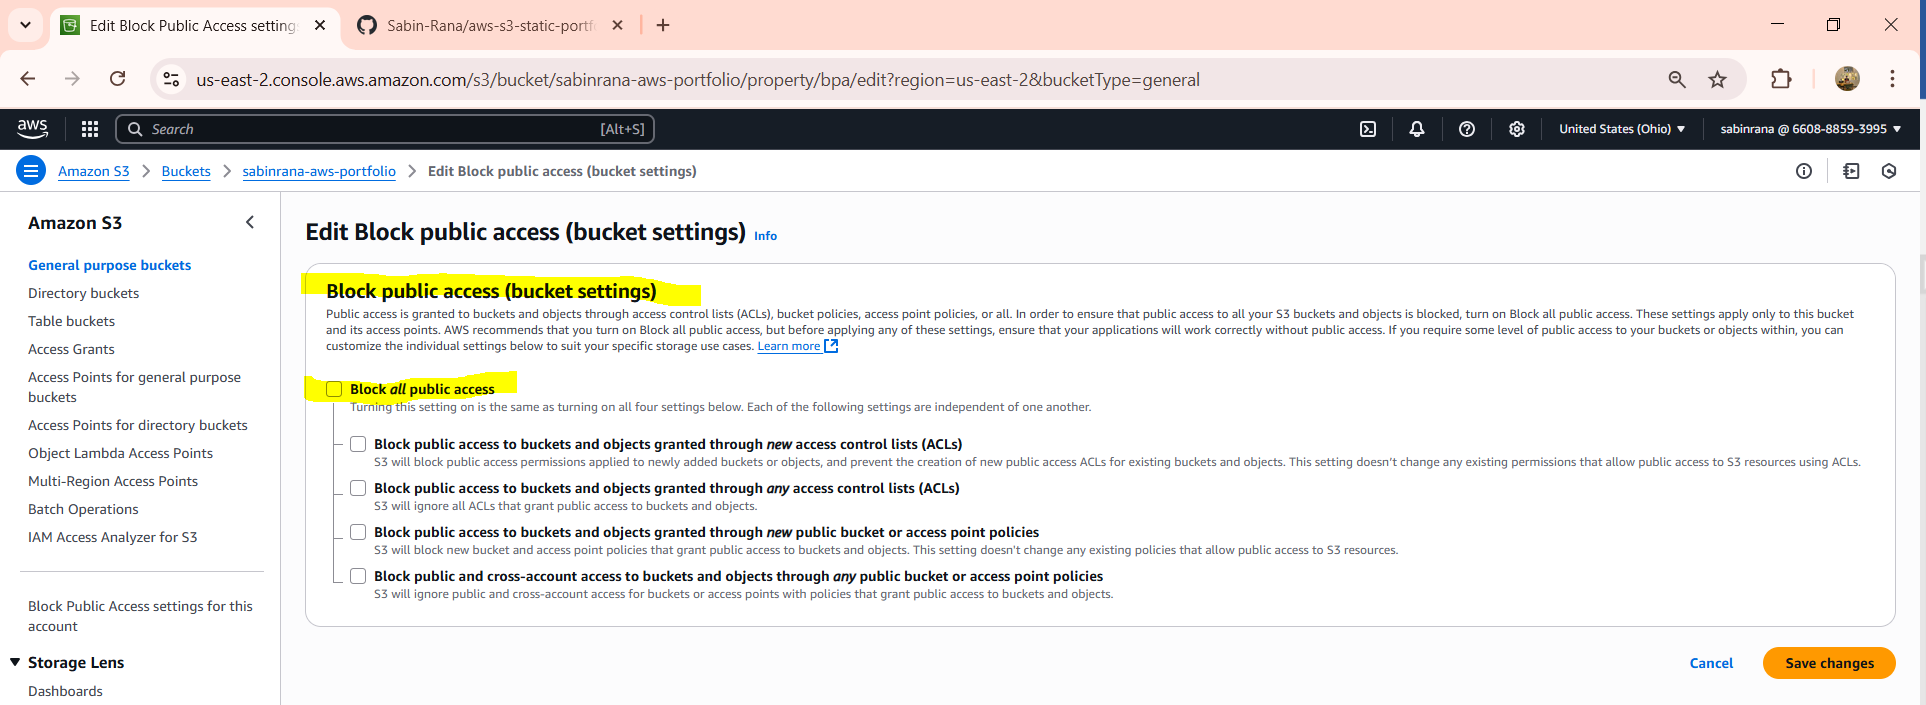 Edit Block Public Access setting
Sabin-Rana/aws-s3-static-portf
us-east-2.console.aws.amazon.com/s3/bucket/sabinrana-aws-portfolio/property/bpa/edit?region=us-east-2&bucketType=general
aws
Search
[Alt+S]
United States (Ohio)
sabinrana @ 6608-8859-3995
Amazon S3
Buckets
sabinrana-aws-portfolio
Edit Block public access (bucket settings)
Amazon S3
General purpose buckets
Directory buckets
Table buckets
Access Grants
Access Points for general purpose
buckets
Access Points for directory buckets
Object Lambda Access Points
Multi-Region Access Points
Batch Operations
IAM Access Analyzer for S3
Block Public Access settings for this
account
Storage Lens
Dashboards
Edit Block public access (bucket settings) Info
Block public access (bucket settings)
Public access is granted to buckets and objects through access control lists (ACLs), bucket policies, access point policies, or all. In order to ensure that public access to all your S3 buckets and objects is blocked, turn on Block all public access. These settings apply only to this bucket
and its access points. AWS recommends that you turn on Block all public access, but before applying any of these settings, ensure that your applications will work correctly without public access. If you require some level of public access to your buckets or objects within, you can
customize the individual settings below to suit your specific storage use cases. Learn more
Block all public access
Turning this setting on is the same as turning on all four settings below. Each of the following settings are independent of one another.
Block public access to buckets and objects granted through new access control lists (ACLs)
S3 will block public access permissions applied to newly added buckets or objects, and prevent the creation of new public access ACLs for existing buckets and objects. This setting doesn't change any existing permissions that allow public access to S3 resources using ACLs.
Block public access to buckets and objects granted through any access control lists (ACLs)
S3 will ignore all ACLs that grant public access to buckets and objects.
Block public access to buckets and objects granted through new public bucket or access point policies
S3 will block new bucket and access point policies that grant public access to buckets and objects. This setting doesn't change any existing policies that allow public access to S3 resources.
Block public and cross-account access to buckets and objects through any public bucket or access point policies
S3 will ignore public and cross-account access for buckets or access points with policies that grant public access to buckets and objects.
Cancel
Save changes